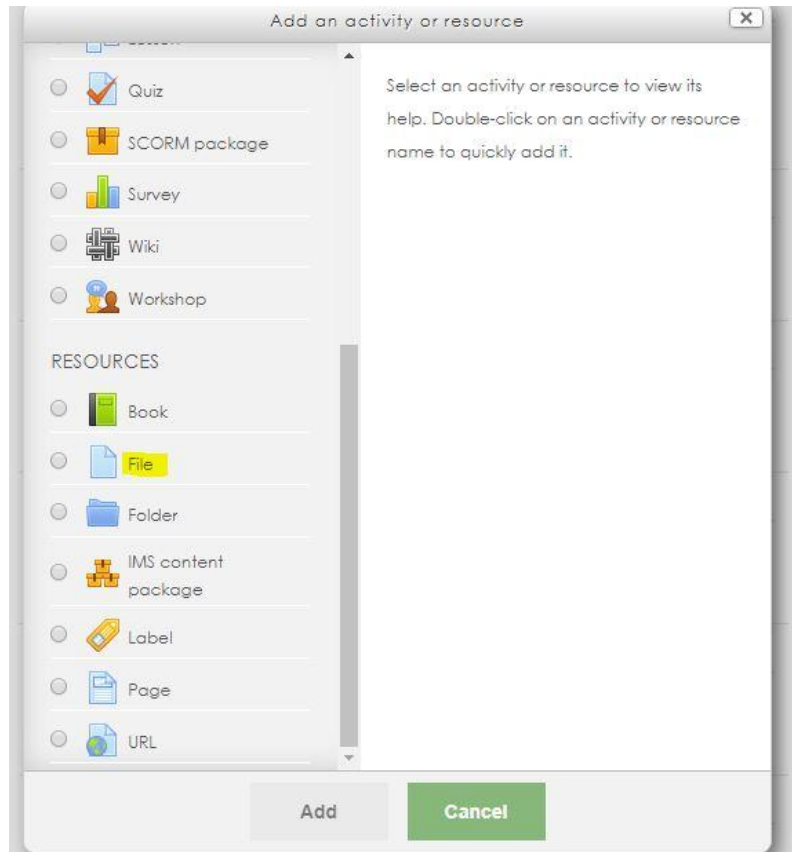 Add an activity or resource
Quiz
SCORM package
Survey
Wiki
Workshop
RESOURCES
Book
File
Folder
IMS content
package
Label
Page
URL
Select an activity or resource to view its
help. Double-click on an activity or resource
name to quickly add it.
Add
Cancel